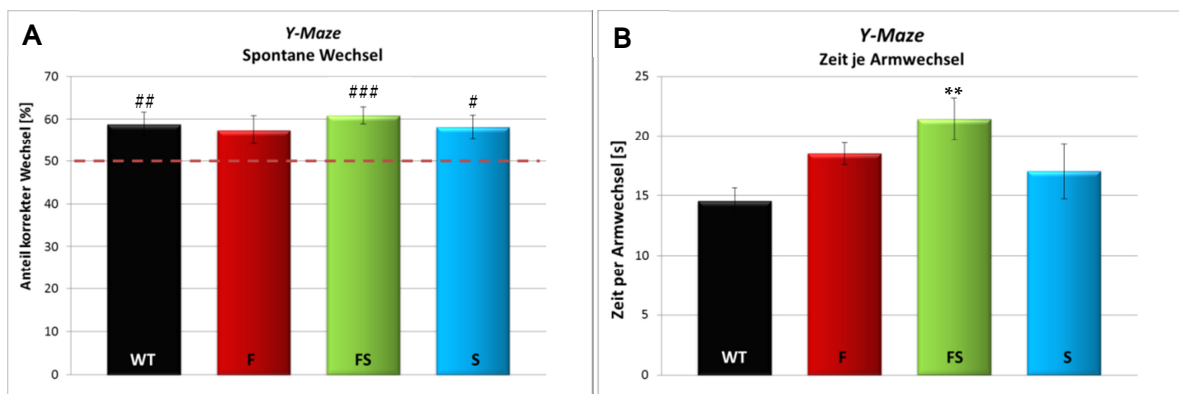 A
Y-Maze
Spontane Wechsel
Anteil korrekter Wechsel [%]
70
60
50
40
30
20
10
0
##
###
#
WT
F
FS
S
B
Y-Maze
Zeit je Armwechsel
Zeit per Armwechsel [s]
25
20
15
10
5
0
**
WT
F
FS
S